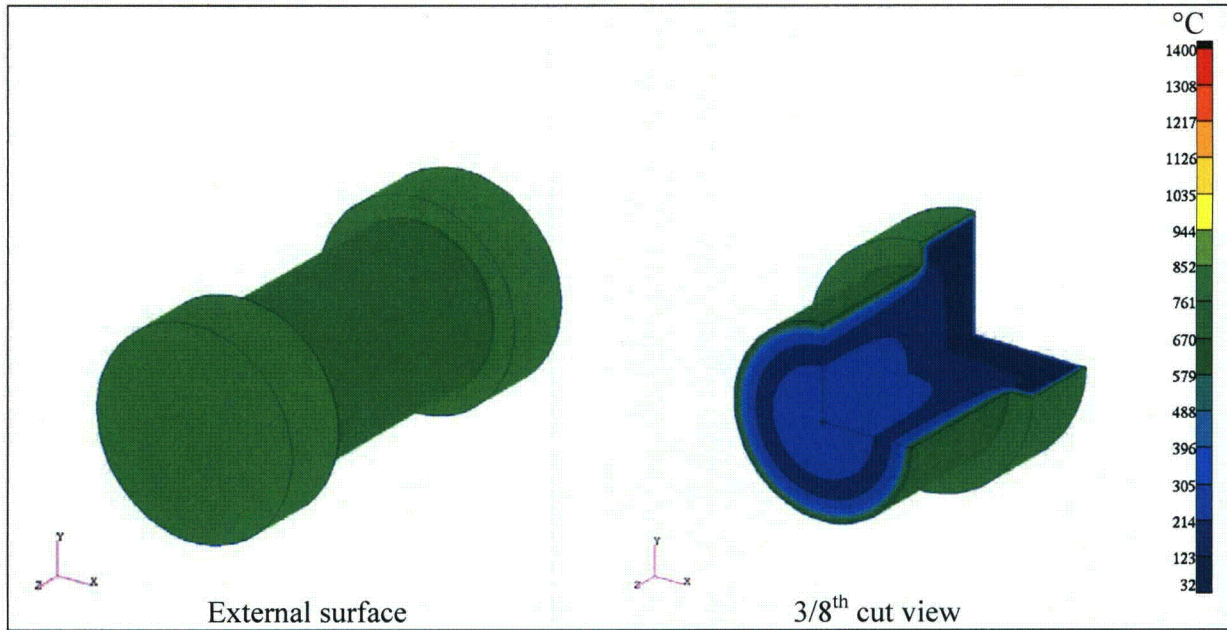 °C
1400
1308
1217
1126
1035
944
852
761
670
579
488
396
305
214
123
32
Y
Z X
Y
Z X
External surface
3/8th cut view